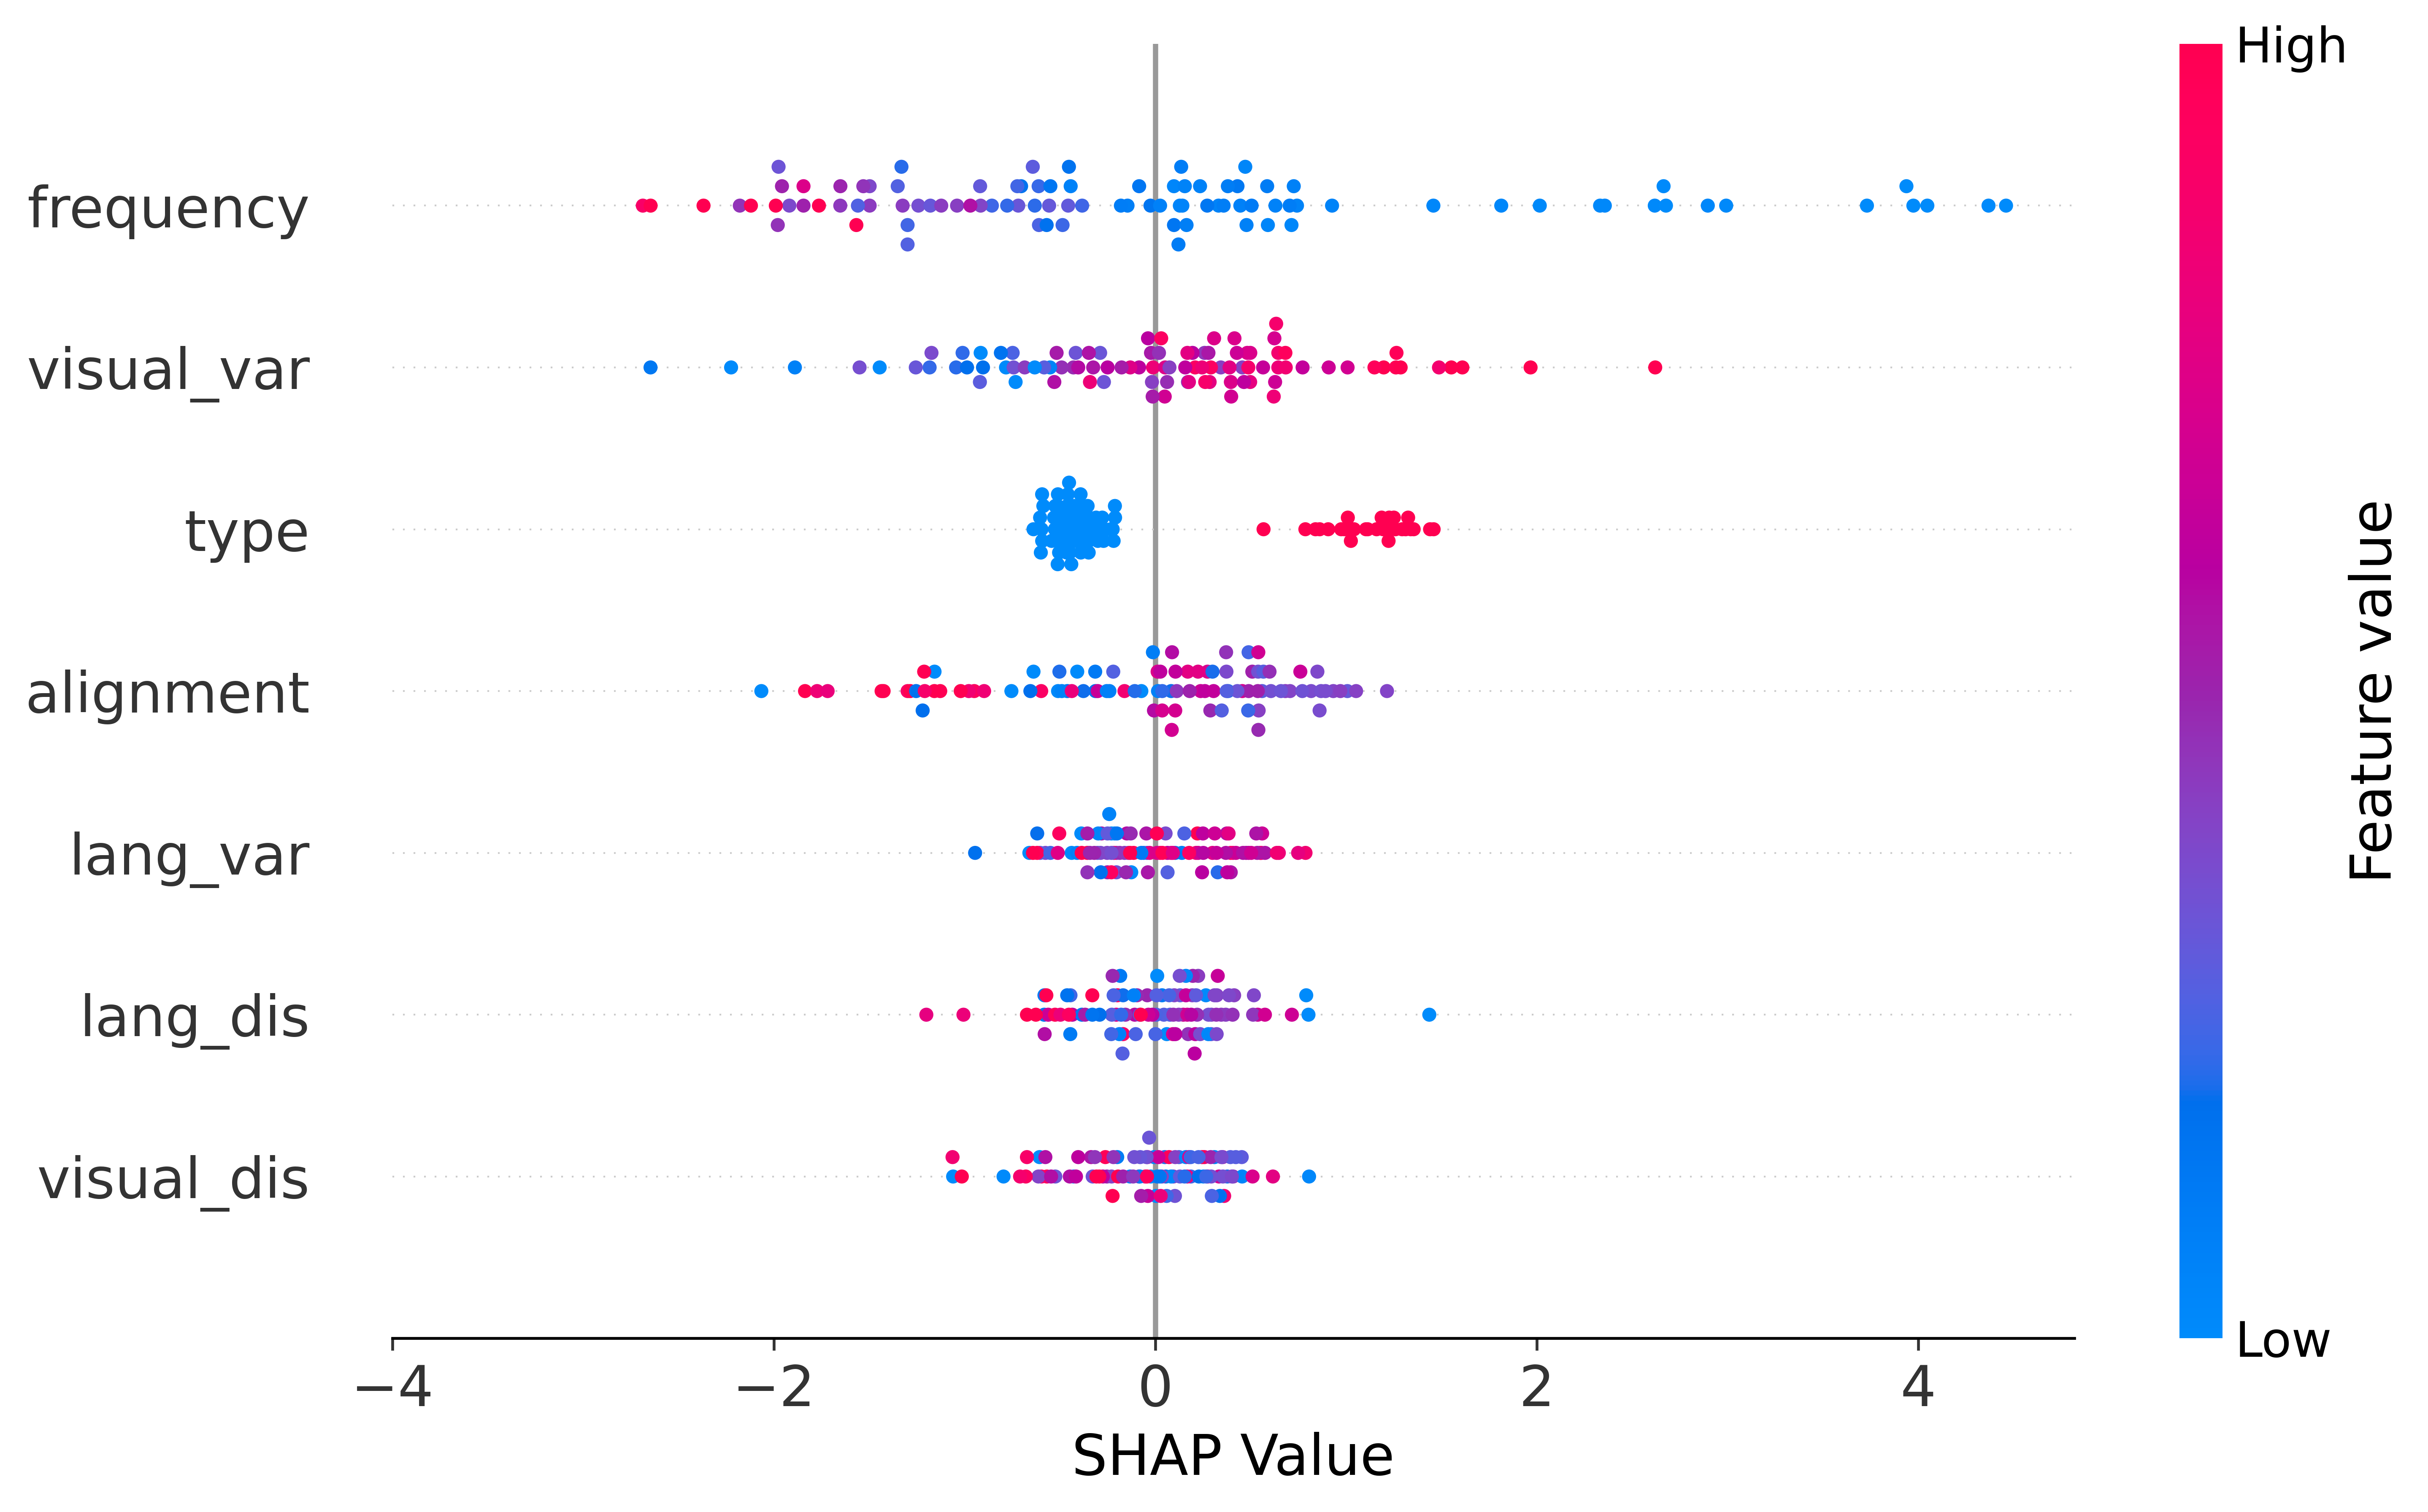 High
frequency
visual_var
type
alignment
lang_var
lang_dis
visual_dis
Feature value
Low
−4 −2 0 2 4
SHAP Value